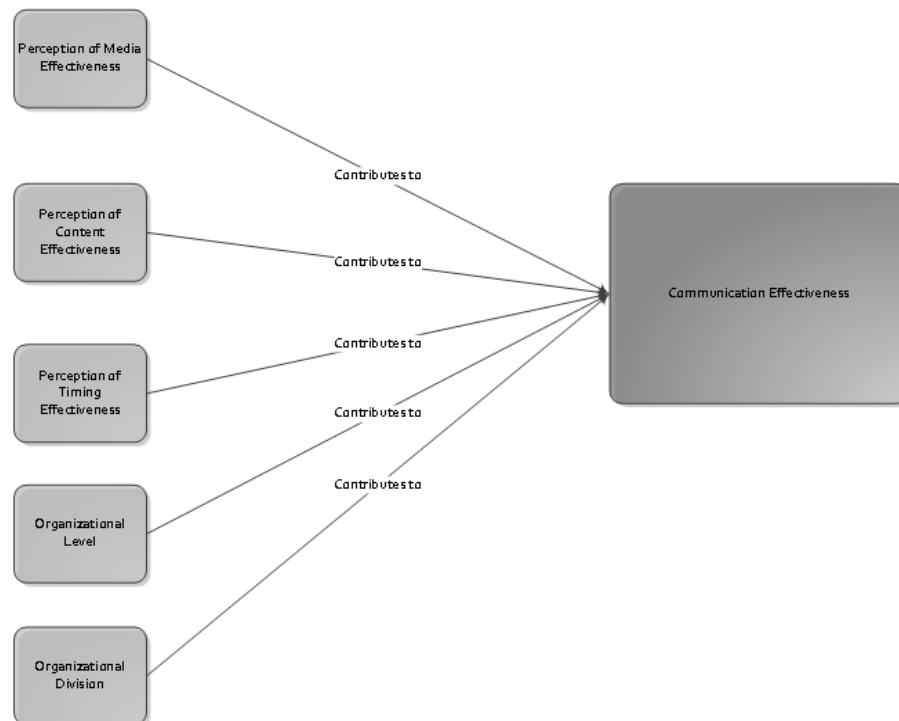 Perception of Media
Effectiveness
Contributes to
Perception of
Content
Effectiveness
Contributes to
Communication Effectiveness
Perception of
Timing
Effectiveness
Contributes to
Contributes to
Organizational
Level
Contributes to
Organizational
Division